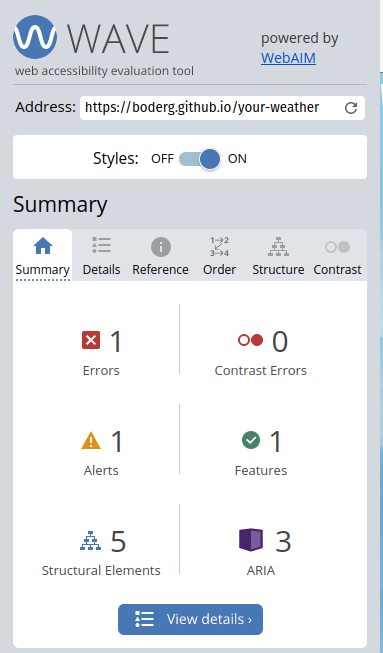 WAVE
web accessibility evaluation tool
powered by
WebAIM
Address: https://boderg.github.io/your-weather
Styles: OFF ON
Summary
Summary Details Reference Order Structure Contrast
1
Errors
0
Contrast Errors
1
Alerts
1
Features
5
Structural Elements
3
ARIA
View details ›